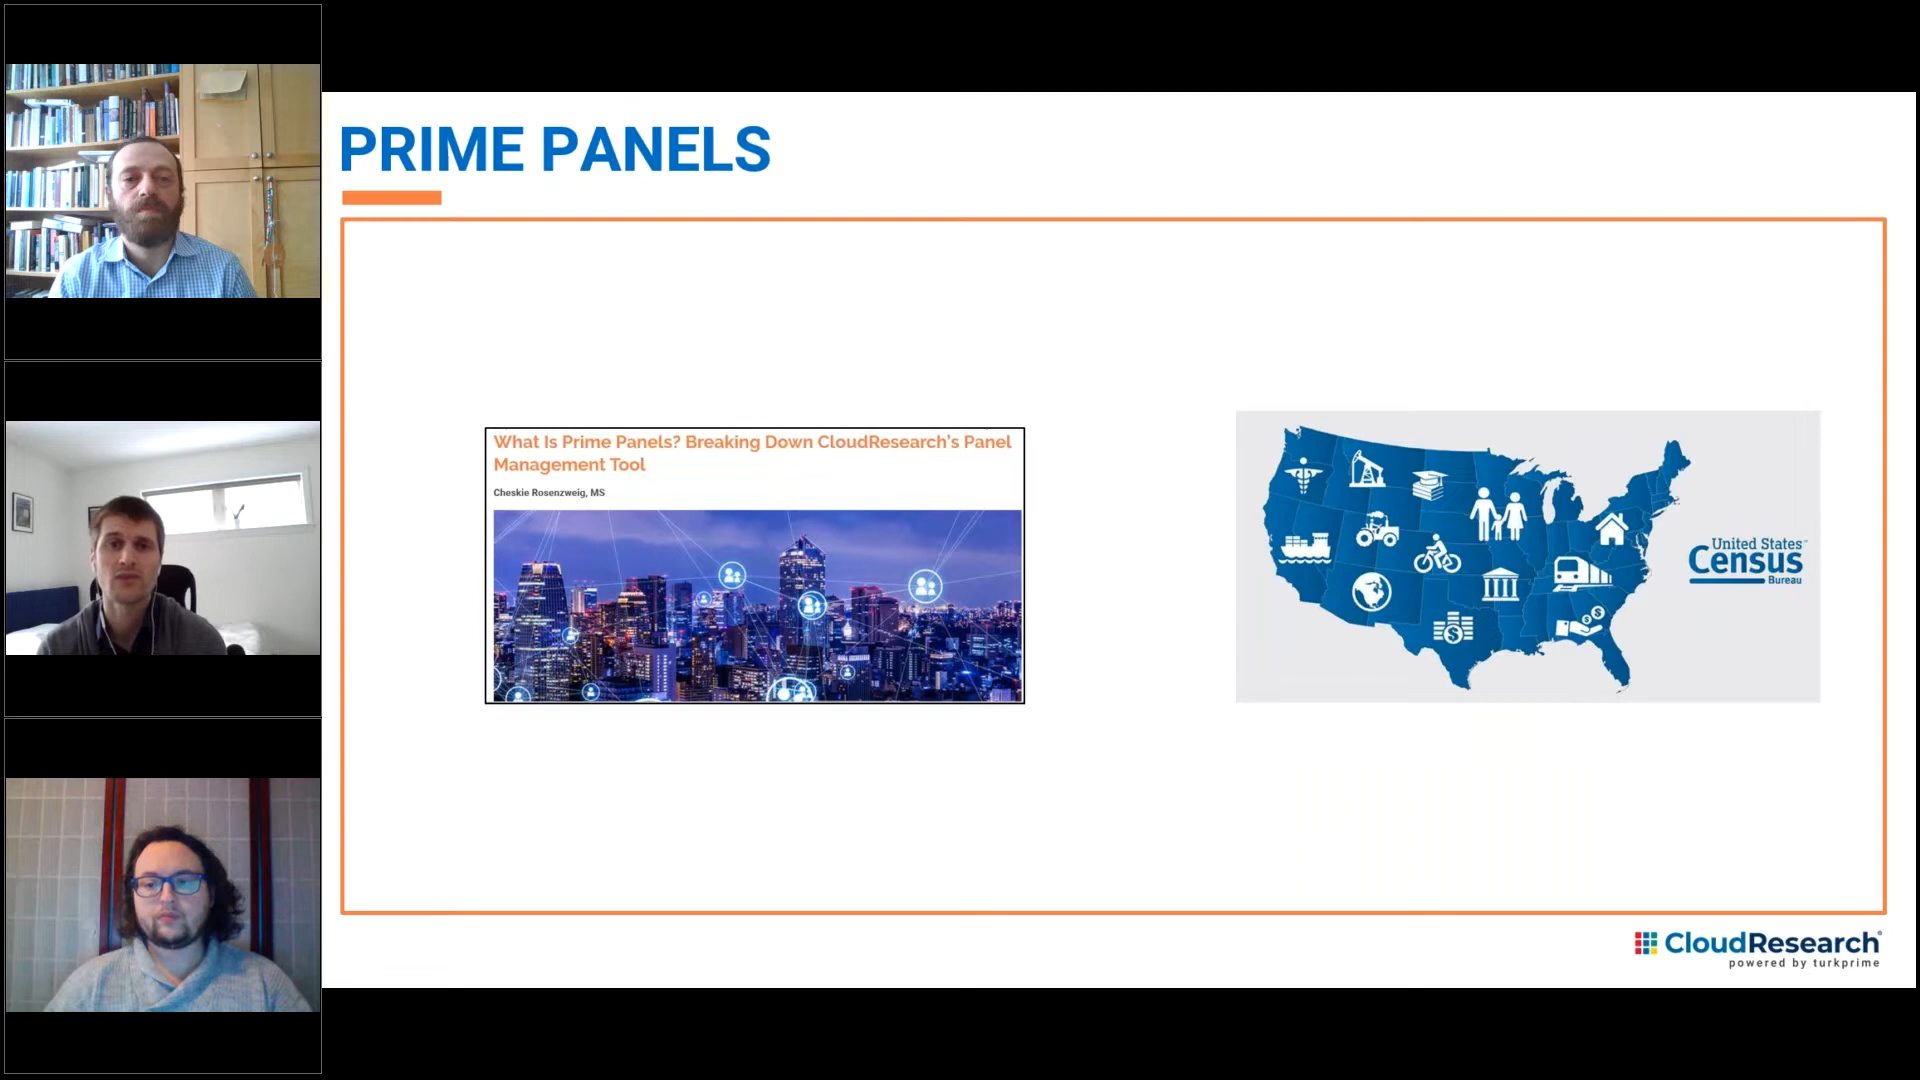 PRIME PANELS
What Is Prime Panels? Breaking Down CloudResearch's Panel
Management Tool
Cheskie Rosenzweig, MS
United States™
Census
Bureau
CloudResearch®
powered by turkprime